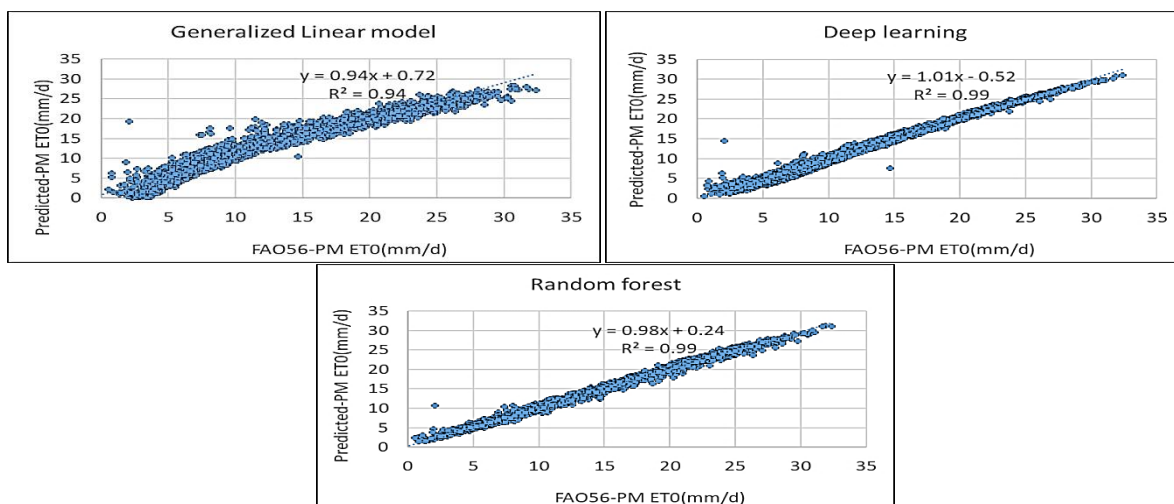 Generalized Linear model
Predicted-PM ET0(mm/d)
35
30
25
20
15
10
5
0
y = 0.94x + 0.72
R² = 0.94
0 5 10 15 20 25 30 35
FAO56-PM ET0(mm/d)
Deep learning
Predicted-PM ET0(mm/d)
35
30
25
20
15
10
5
0
y = 1.01x - 0.52
R² = 0.99
0 5 10 15 20 25 30 35
FAO56-PM ET0(mm/d)
Random forest
Predicted-PM ET0(mm/d)
35
30
25
20
15
10
5
0
y = 0.98x + 0.24
R² = 0.99
0 5 10 15 20 25 30 35
FAO56-PM ET0(mm/d)